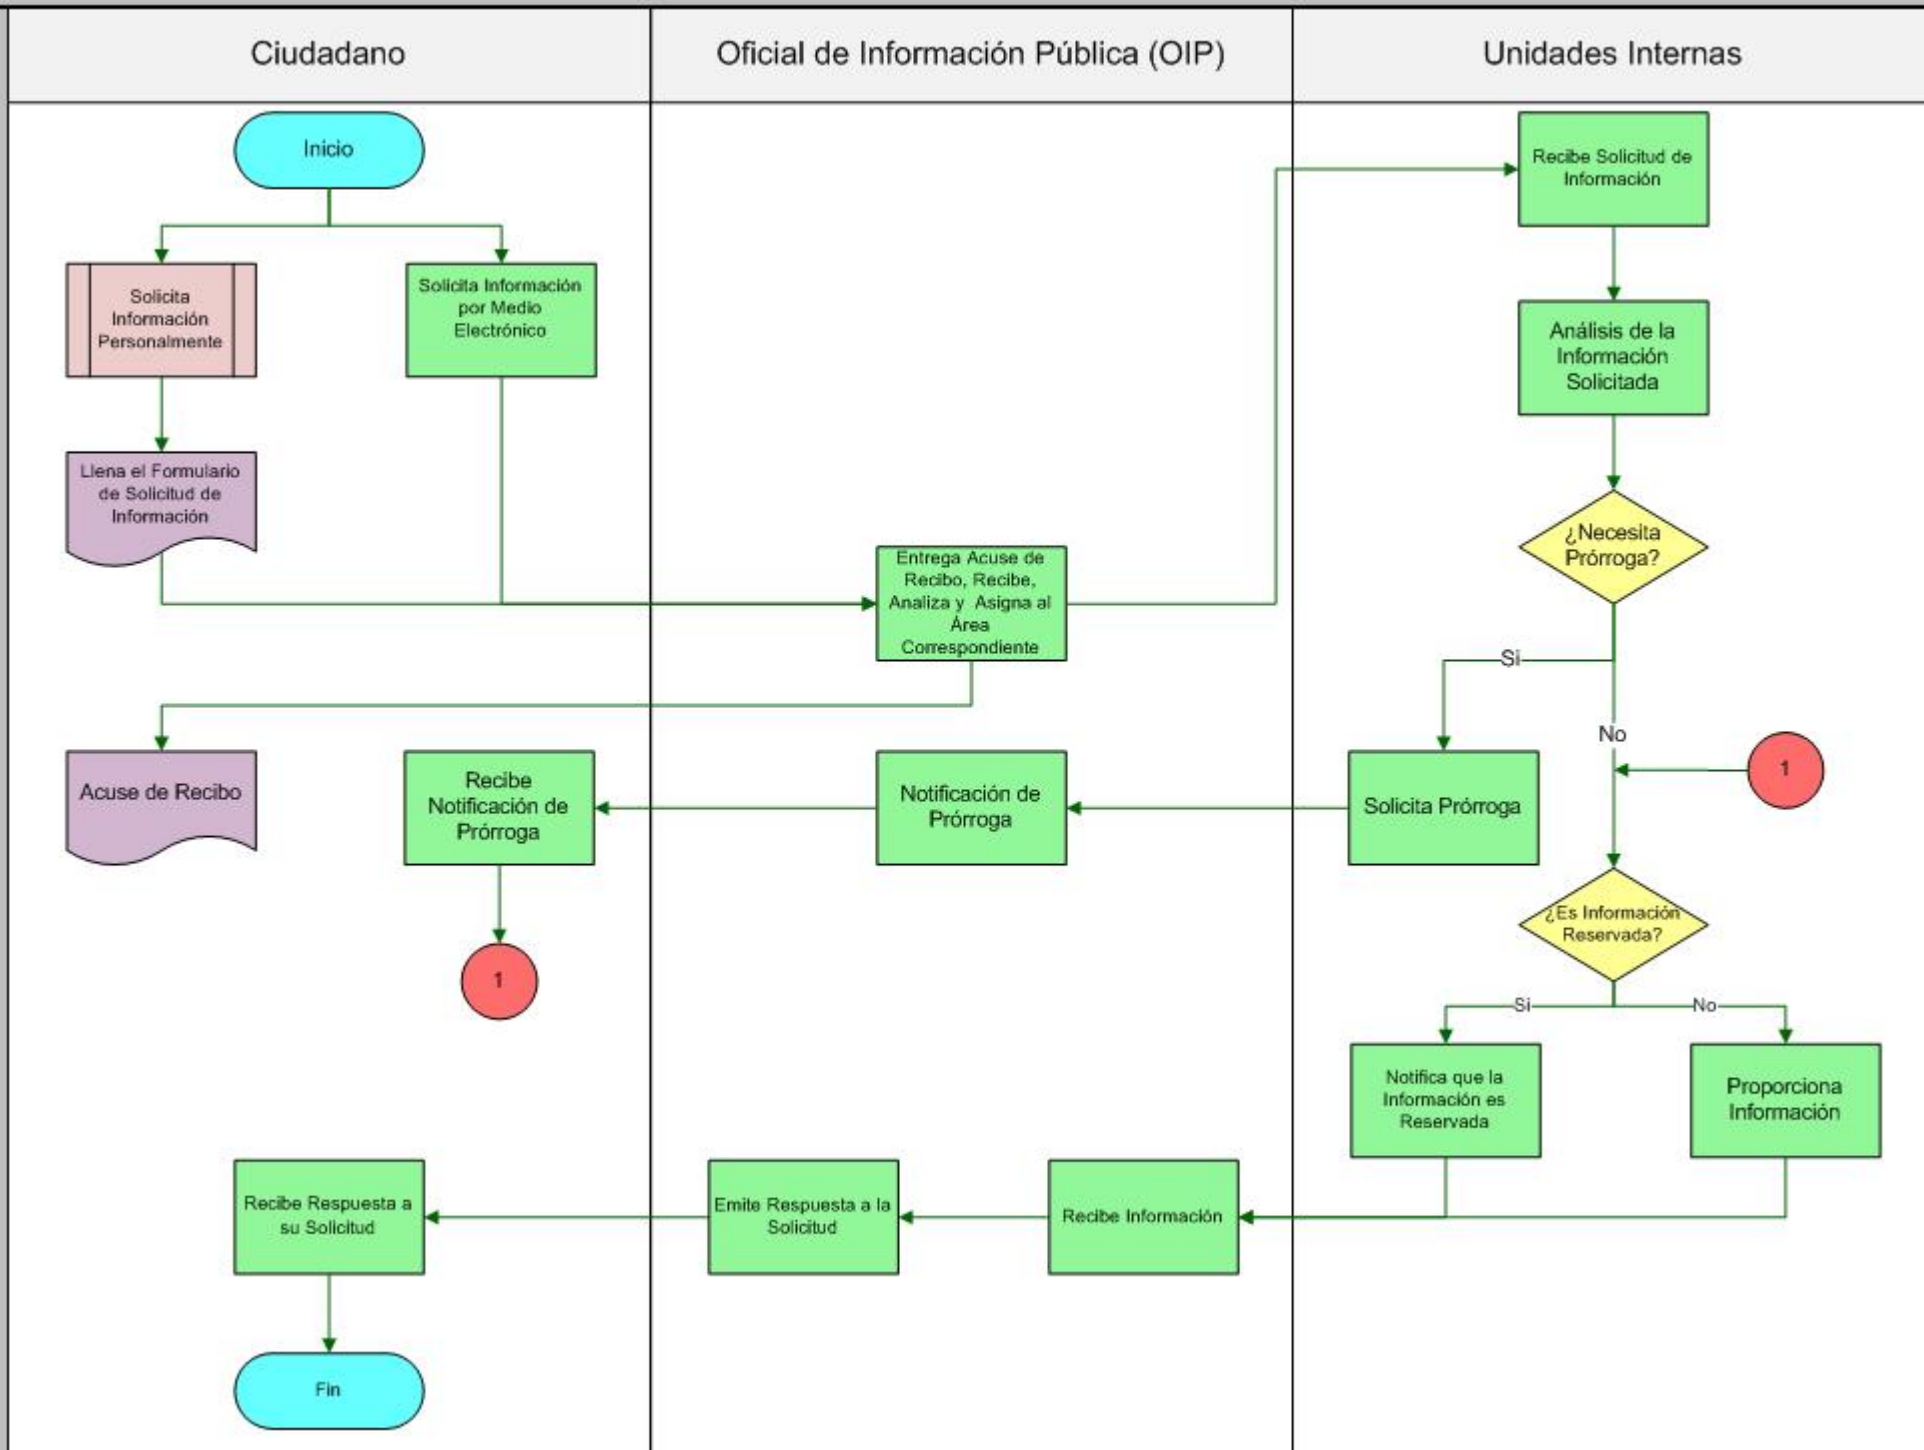 Ciudadano
Oficial de Información Pública (OIP)
Unidades Internas
Inicio
Recibe Solicitud de
Información
Solicita
Información
Personalmente
Solicita Información
por Medio
Electrónico
Análisis de la
Información
Solicitada
Llena el Formulario
de Solicitud de
Información
¿Necesita
Prórroga?
Entrega Acuse de
Recibo, Recibe,
Analiza y Asigna al
Área
Correspondiente
Si
No
1
Acuse de Recibo
Recibe
Notificación de
Prórroga
Notificación de
Prórroga
Solicita Prórroga
¿Es Información
Reservada?
1
Si
No
Notifica que la
Información es
Reservada
Proporciona
Información
Recibe Respuesta a
su Solicitud
Emite Respuesta a la
Solicitud
Recibe Información
Fin